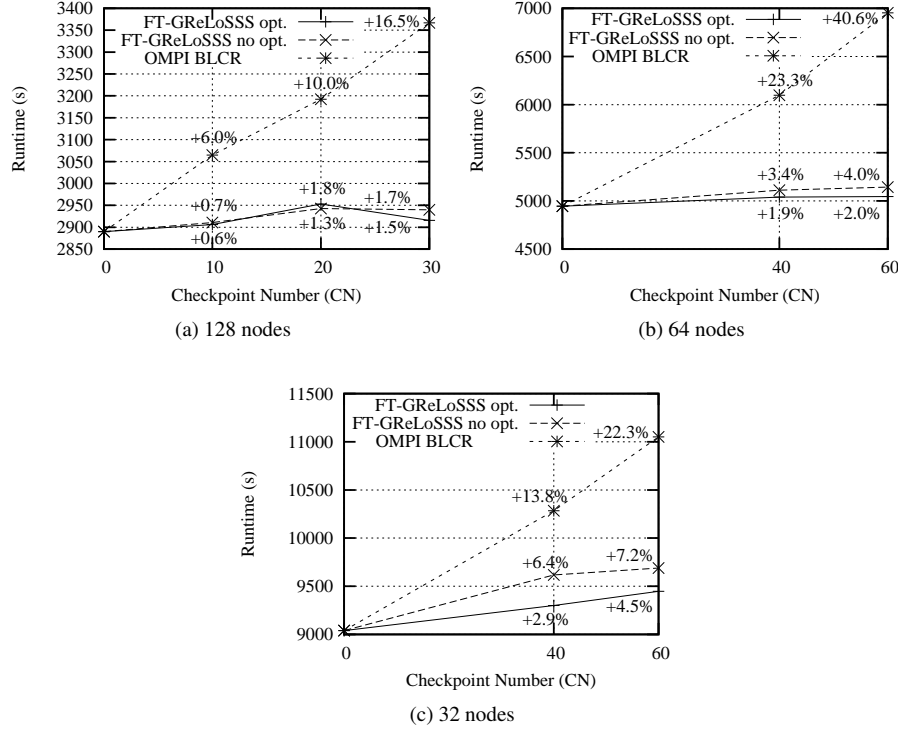 3400
3350
3300
3250
3200
3150
3100
3050
3000
2950
2900
2850
Runtime (s)
FT-GReLoSSS opt.
FT-GReLoSSS no opt.
OMPI BLCR
+16.5%
+10.0%
+6.0%
+1.8%
+1.7%
+0.7%
+1.3%
+1.5%
+0.6%
0 10 20 30
Checkpoint Number (CN)
(a) 128 nodes
7000
6500
6000
5500
5000
4500
Runtime (s)
FT-GReLoSSS opt.
FT-GReLoSSS no opt.
OMPI BLCR
+40.6%
+23.3%
+3.4%
+4.0%
+1.9%
+2.0%
0 40 60
Checkpoint Number (CN)
(b) 64 nodes
11500
11000
10500
10000
9500
9000
Runtime (s)
FT-GReLoSSS opt.
FT-GReLoSSS no opt.
OMPI BLCR
+22.3%
+13.8%
+6.4%
+7.2%
+2.9%
+4.5%
0 40 60
Checkpoint Number (CN)
(c) 32 nodes